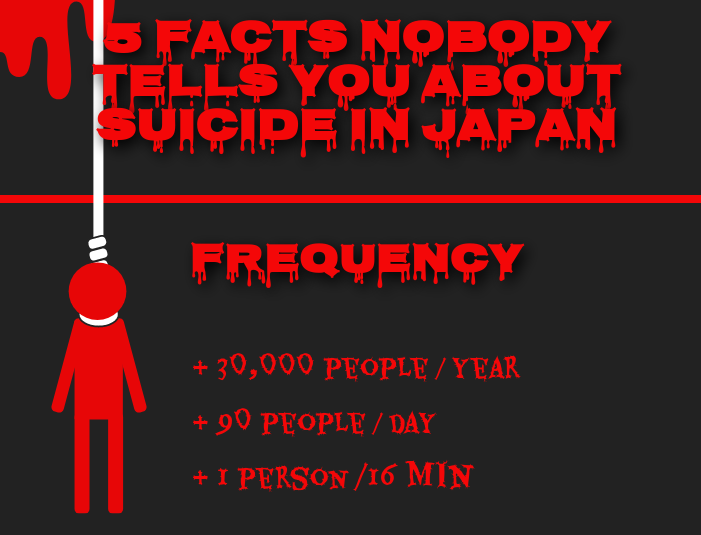 5 FACTS NOBODY
TELLS YOU ABOUT
SUICIDE IN JAPAN
FREQUENCY
+ 30,000 PEOPLE / YEAR
+ 90 PEOPLE / DAY
+ 1 PERSON /16 MIN